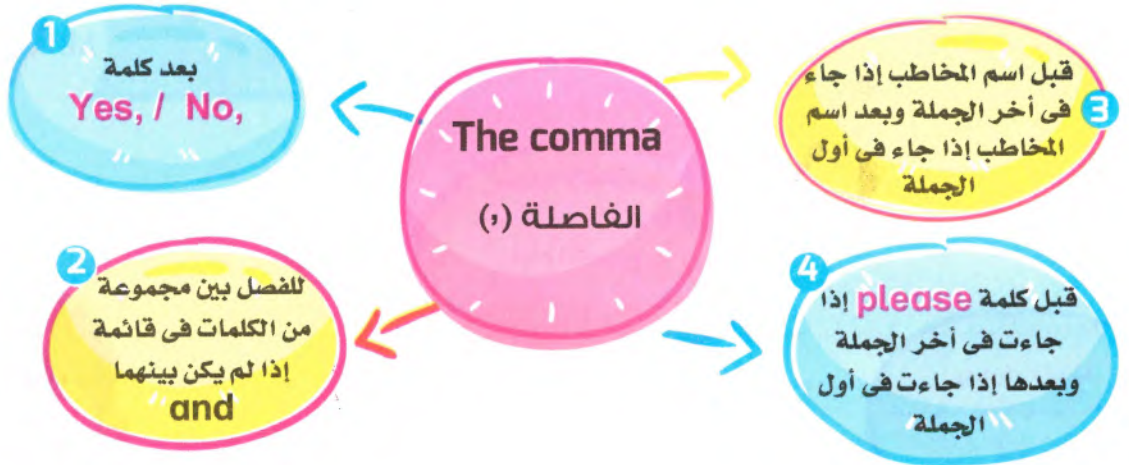 The comma
الفاصلة (,)
1
بعد كلمة
Yes, / No,
2
للفصل بين مجموعة
من الكلمات فى قائمة
إذا لم يكن بينهما
and
3
قبل اسم المخاطب إذا جاء
فى أخر الجملة وبعد اسم
المخاطب إذا جاء فى أول
الجملة
4
قبل كلمة please إذا
جاءت فى أخر الجملة
وبعدها إذا جاءت فى أول
الجملة